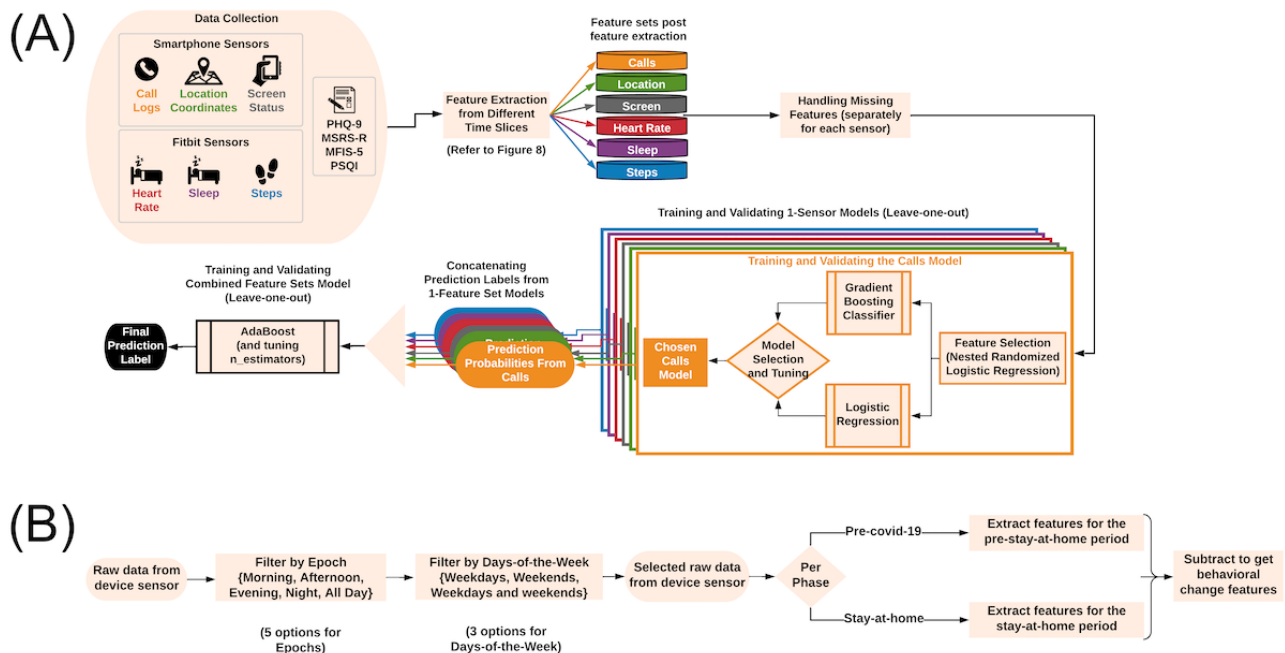 (A)
Data Collection
Smartphone Sensors
Call
Logs
Location
Coordinates
Screen
Status
Fitbit Sensors
Heart
Rate
Sleep
Steps
PHQ-9
MSRS-R
MFIS-5
PSQI
Feature Extraction
from Different
Time Slices
(Refer to Figure 8)
Feature sets post
feature extraction
Calls
Location
Screen
Heart Rate
Sleep
Steps
Handling Missing
Features (separately
for each sensor)
Training and Validating 1-Sensor Models (Leave-one-out)
Training and Validating the Calls Model
Feature Selection
(Nested Randomized
Logistic Regression)
Gradient
Boosting
Classifier
Logistic
Regression
Model
Selection
and Tuning
Chosen
Calls
Model
Concatenating
Prediction Labels from
1-Feature Set Models
Prediction
Probabilities From
Calls
Training and Validating
Combined Feature Sets Model
(Leave-one-out)
AdaBoost
(and tuning
n_estimators)
Final
Prediction
Label
(B)
Raw data from
device sensor
Filter by Epoch
{Morning, Afternoon,
Evening, Night, All Day}
(5 options for
Epochs)
Filter by Days-of-the-Week
{Weekdays, Weekends,
Weekdays and weekends}
(3 options for
Days-of-the-Week)
Selected raw data
from device sensor
Per
Phase
Pre-covid-19
Extract features for the
pre-stay-at-home period
Stay-at-home
Extract features for the
stay-at-home period
Subtract to get
behavioral
change features